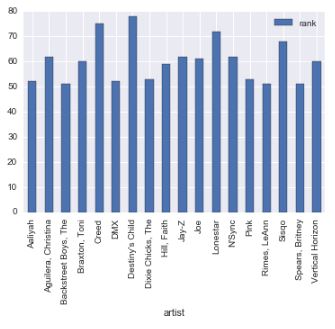 80
70
60
50
40
30
20
10
0
rank
Aaliyah
Aguilera, Christina
Backstreet Boys, The
Braxton, Toni
Creed
DMX
Destiny's Child
Dixie Chicks, The
Hill, Faith
Jay-Z
Joe
Lonestar
N'Sync
Pink
Rimes, LeAnn
Sisqo
Spears, Britney
Vertical Horizon
artist